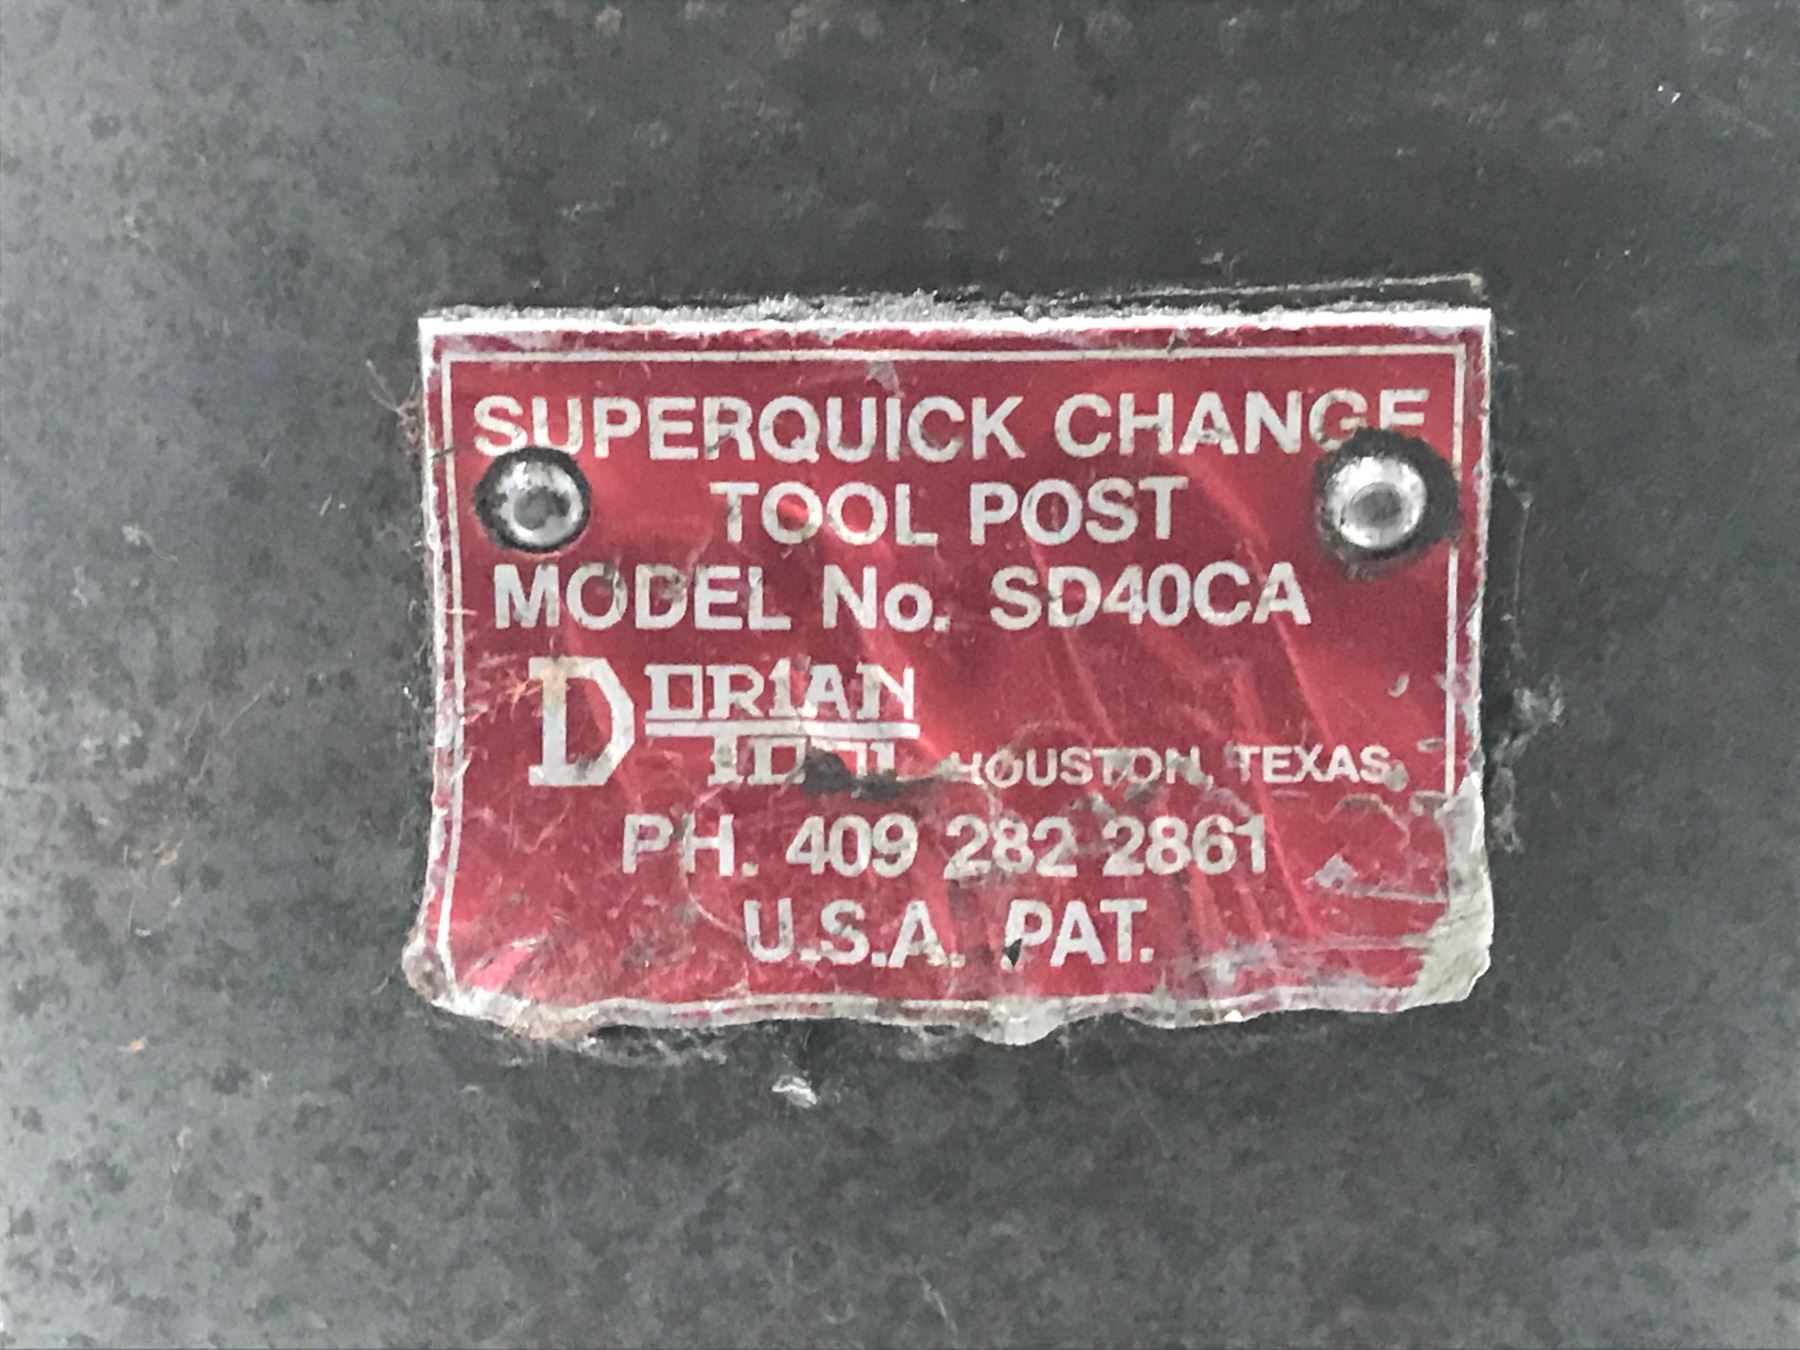 SUPERQUICK CHANGE
TOOL POST
MODEL No. SD40CA
DORIAN
TOOL HOUSTON, TEXAS.
PH. 409 282 2861
U.S.A. PAT.